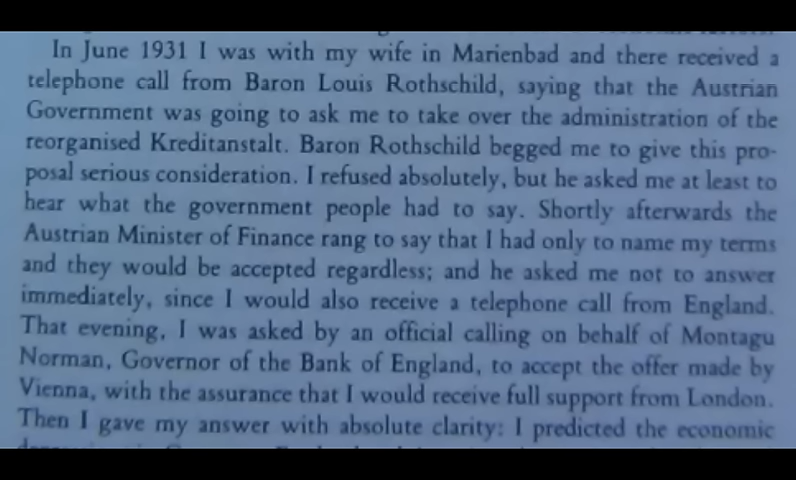 In June 1931 I was with my wife in Marienbad and there received a
telephone call from Baron Louis Rothschild, saying that the Austrian
Government was going to ask me to take over the administration of the
reorganised Kreditanstalt. Baron Rothschild begged me to give this pro-
posal serious consideration. I refused absolutely, but he asked me at least to
hear what the government people had to say. Shortly afterwards the
Austrian Minister of Finance rang to say that I had only to name my terms
and they would be accepted regardless; and he asked me not to answer
immediately, since I would also receive a telephone call from England.
That evening, I was asked by an official calling on behalf of Montagu
Norman, Governor of the Bank of England, to accept the offer made by
Vienna, with the assurance that I would receive full support from London.
Then I gave my answer with absolute clarity: I predicted the economic